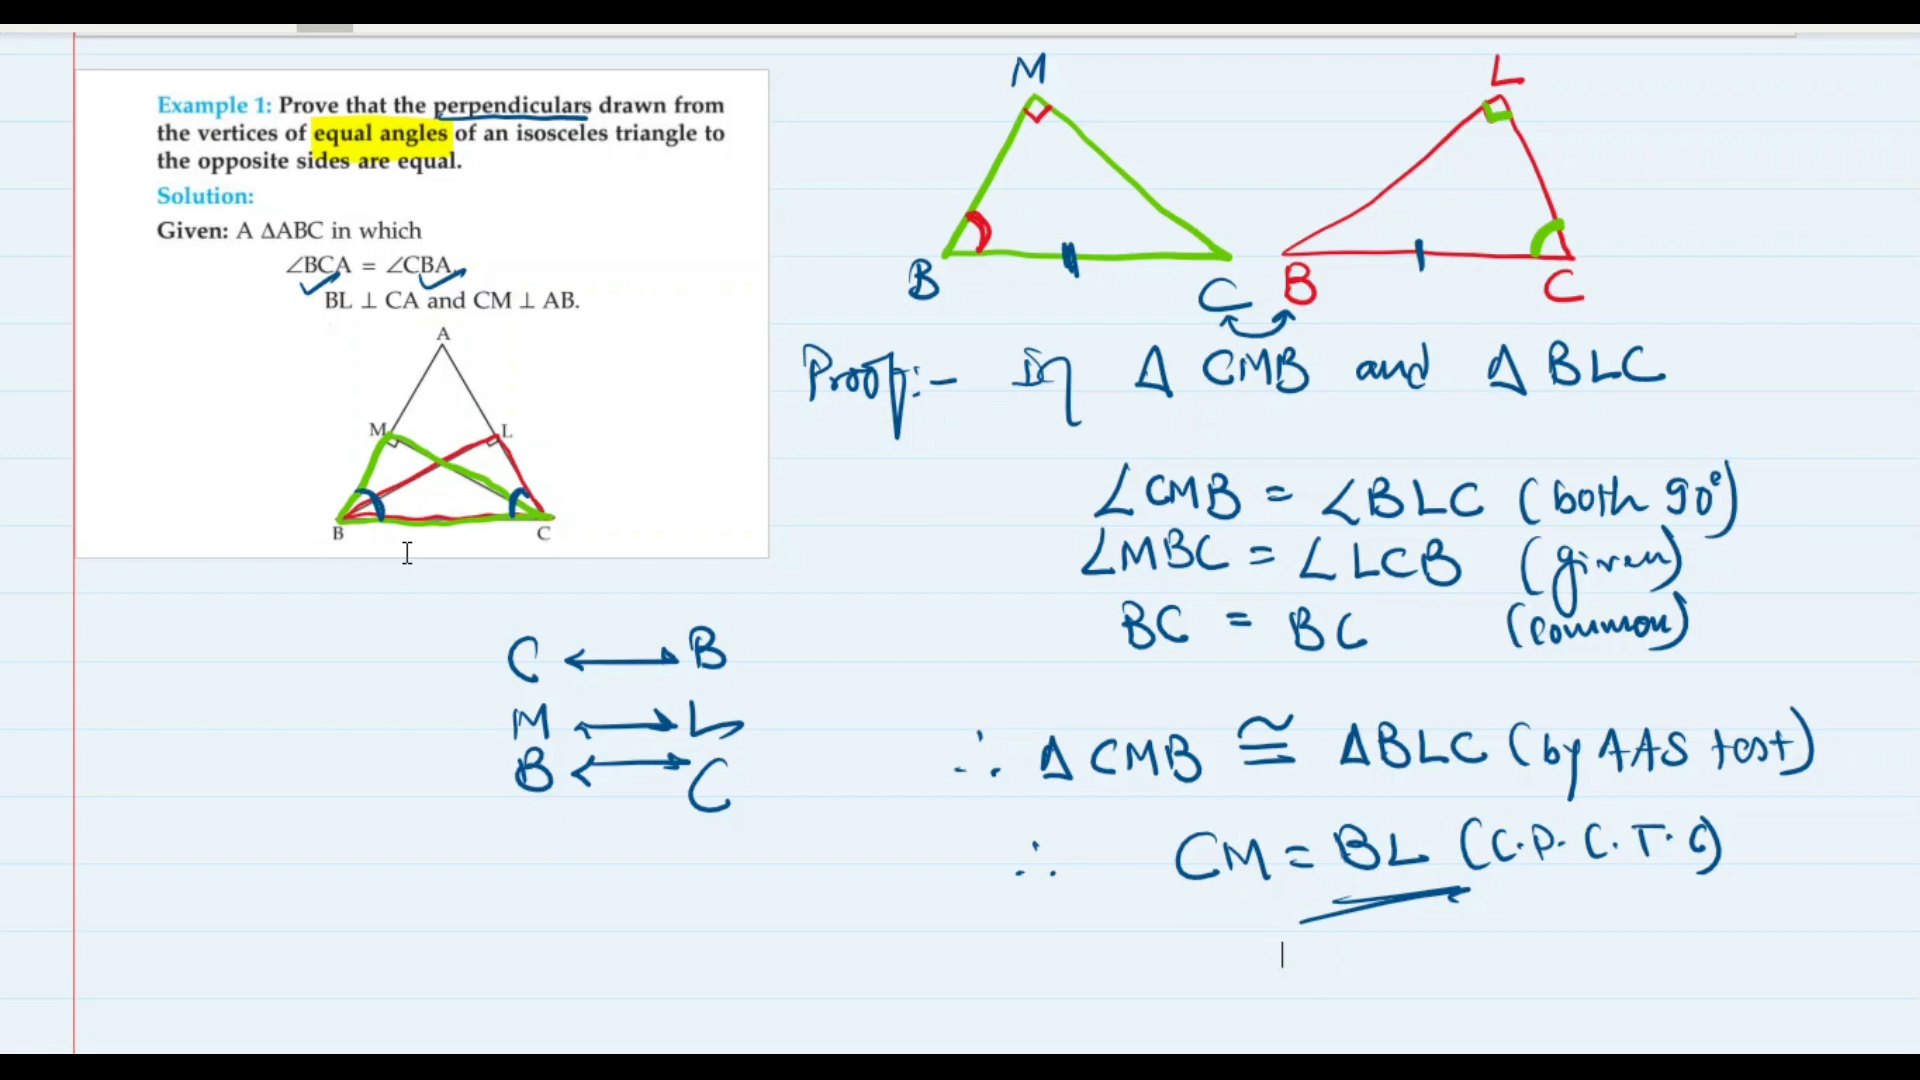 Example 1: Prove that the perpendiculars drawn from
the vertices of equal angles of an isosceles triangle to
the opposite sides are equal.
Solution:
Given: A ΔABC in which
∠BCA = ∠CBA,
BL ⊥ CA and CM ⊥ AB.
A
M L
B C
M
B C
L
B C
Proof:- In Δ CMB and Δ BLC
∠CMB = ∠BLC (both 90°)
∠MBC = ∠LCB (given)
BC = BC (common)
C ↔ B
M ↔ L
B ↔ C
∴ Δ CMB ≅ ΔBLC (by AAS test)
∴ CM = BL (C.P.C.T.C)